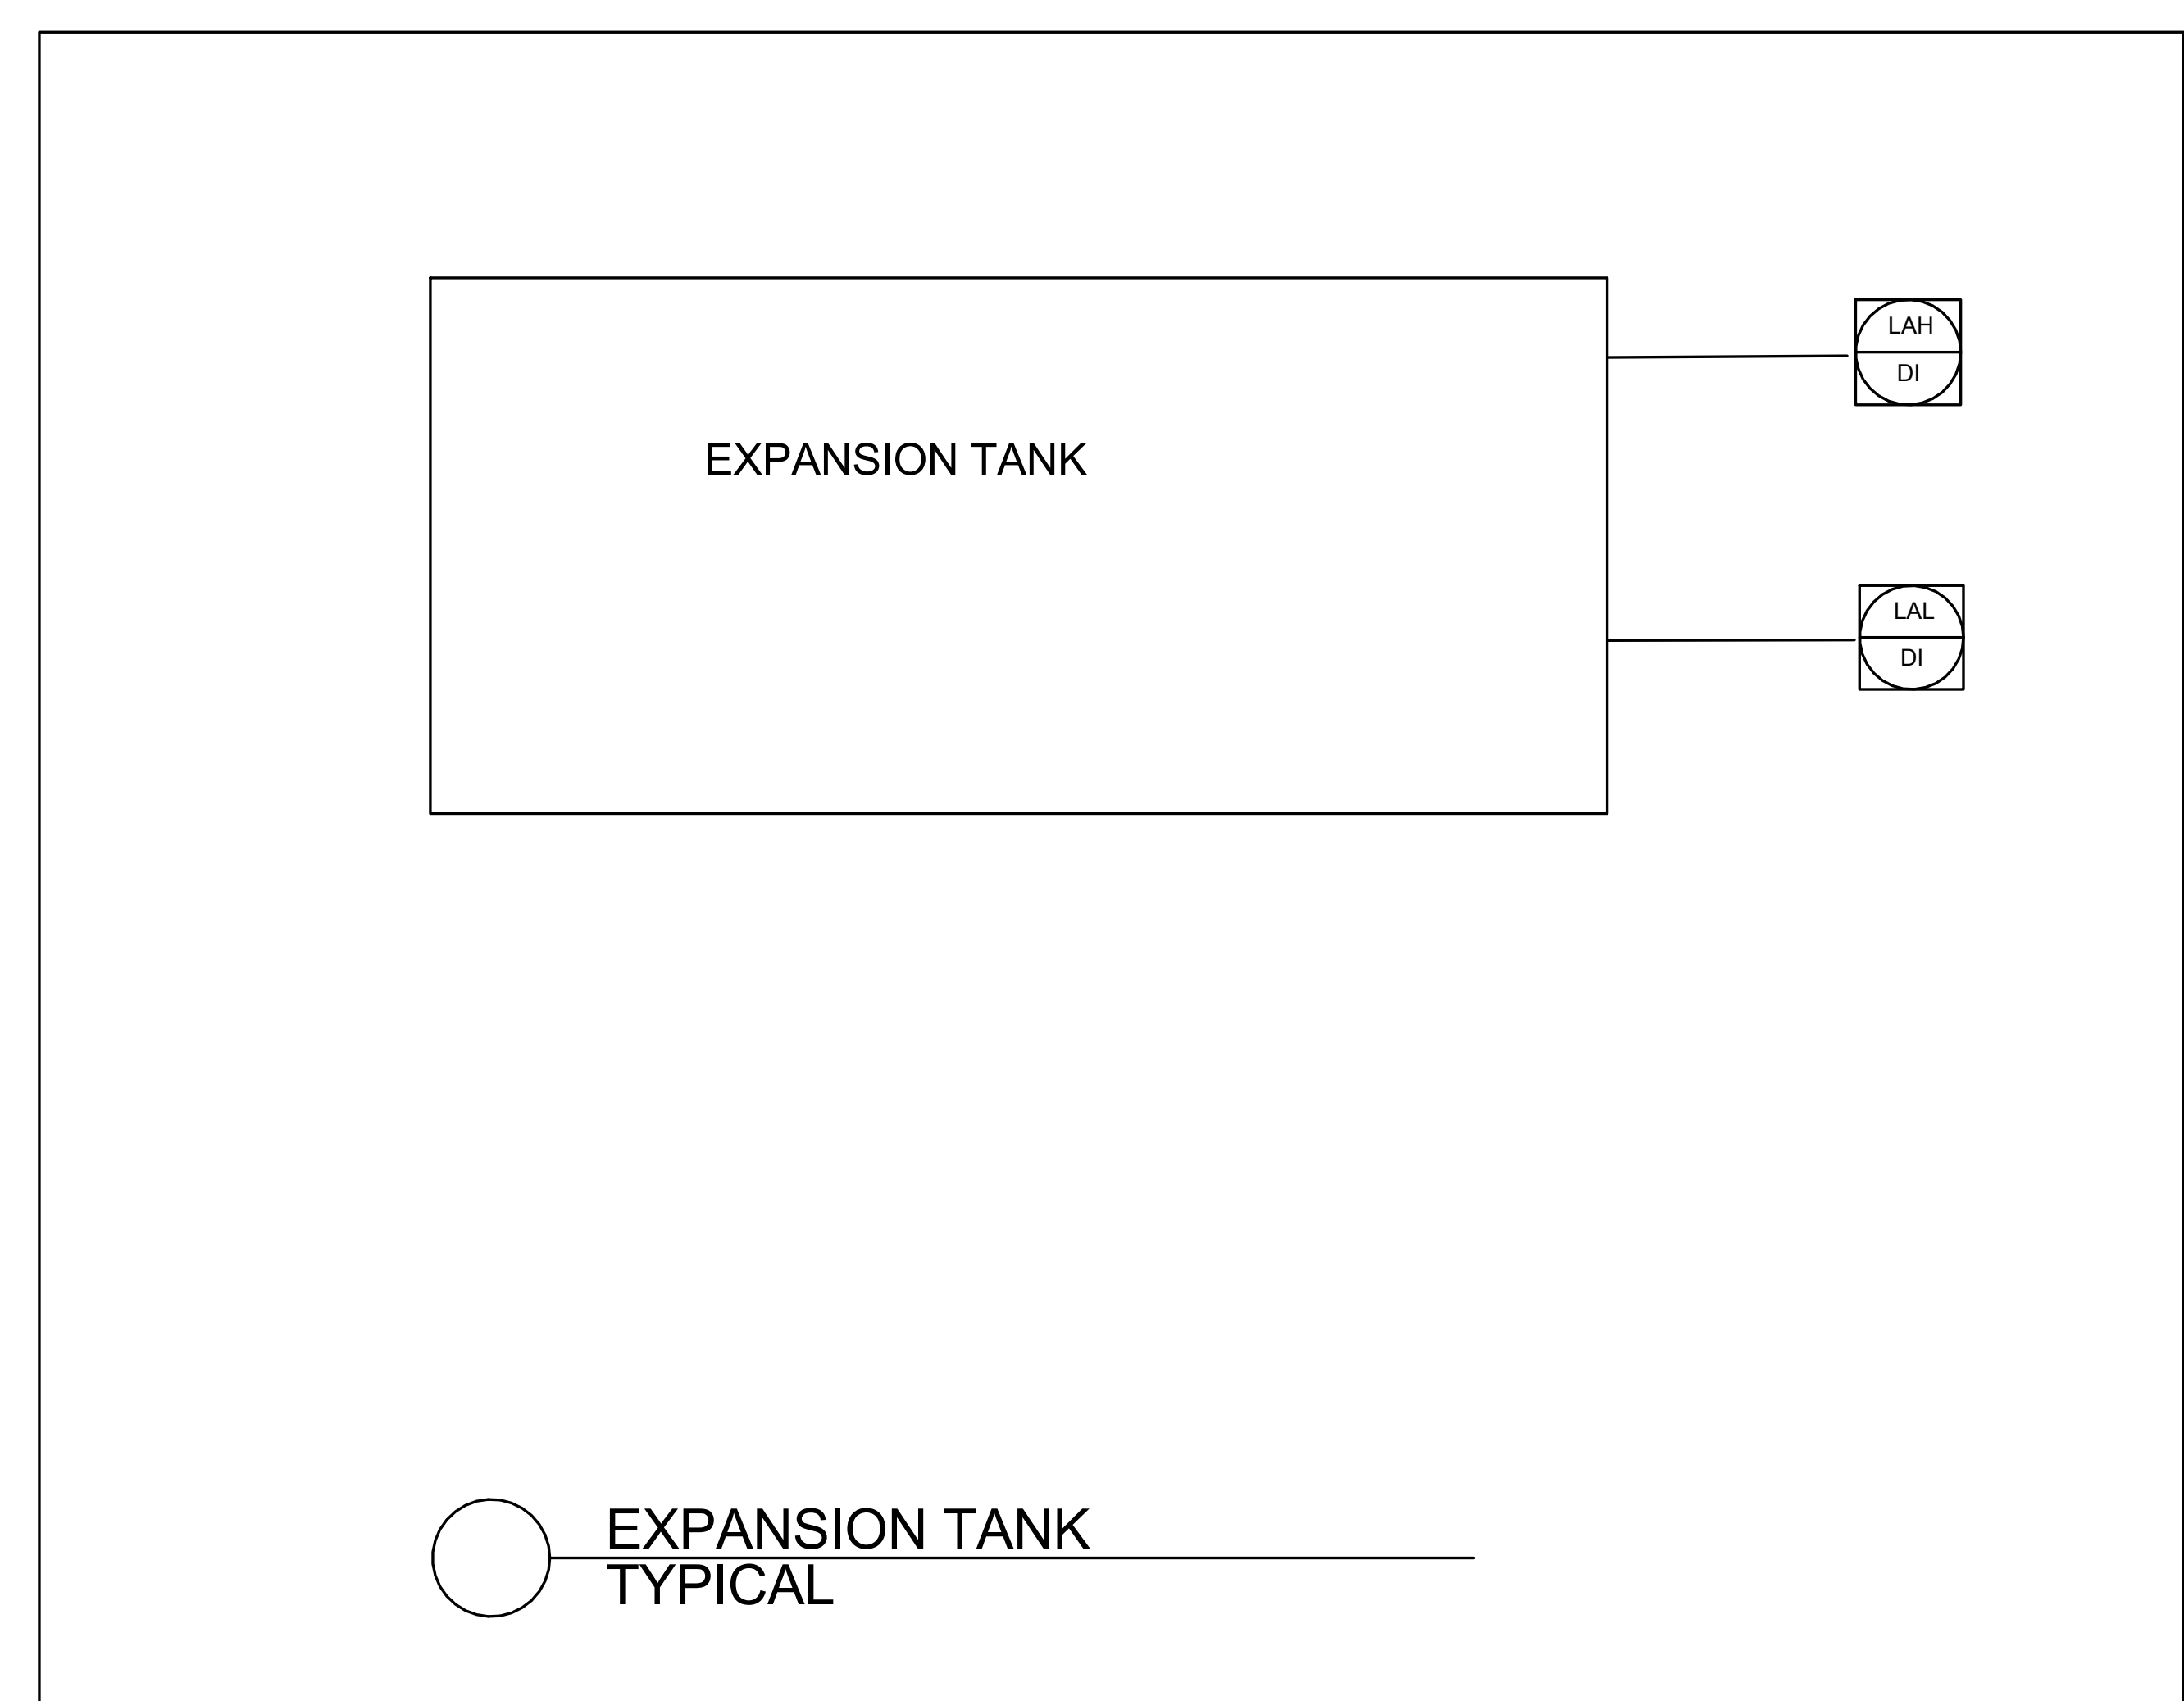 LAH
DI
EXPANSION TANK
LAL
DI
EXPANSION TANK
TYPICAL